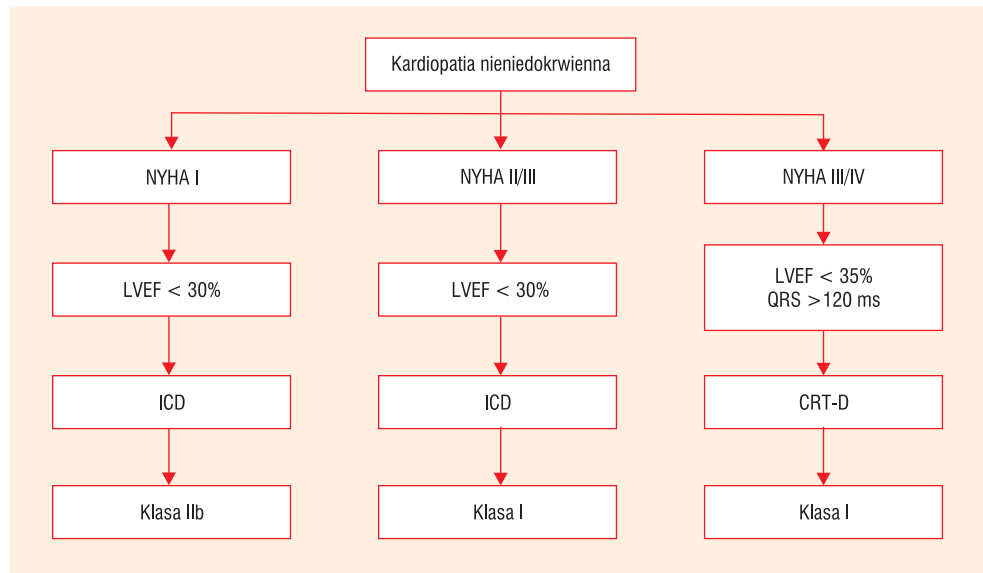 Kardiopatia nieniedokrwienna
NYHA I
NYHA II/III
NYHA III/IV
LVEF < 30%
LVEF < 30%
LVEF < 35%
QRS >120 ms
ICD
ICD
CRT-D
Klasa IIb
Klasa I
Klasa I